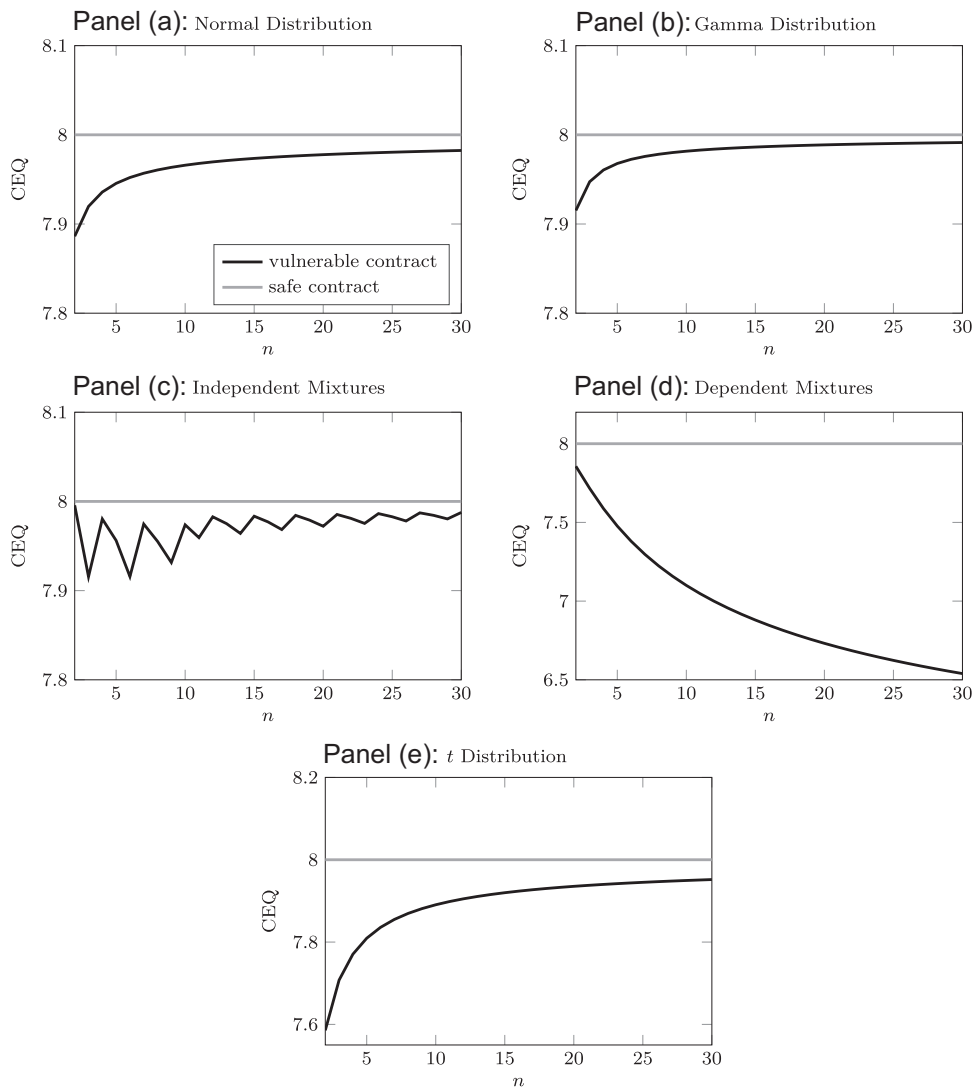 Panel (a): Normal Distribution
8.1
8
7.9
7.8
CEQ
vulnerable contract
safe contract
5 10 15 20 25 30
n
Panel (b): Gamma Distribution
8.1
8
7.9
7.8
CEQ
5 10 15 20 25 30
n
Panel (c): Independent Mixtures
8.1
8
7.9
7.8
CEQ
5 10 15 20 25 30
n
Panel (d): Dependent Mixtures
8
7.5
7
6.5
CEQ
5 10 15 20 25 30
n
Panel (e): t Distribution
8.2
8
7.8
7.6
CEQ
5 10 15 20 25 30
n